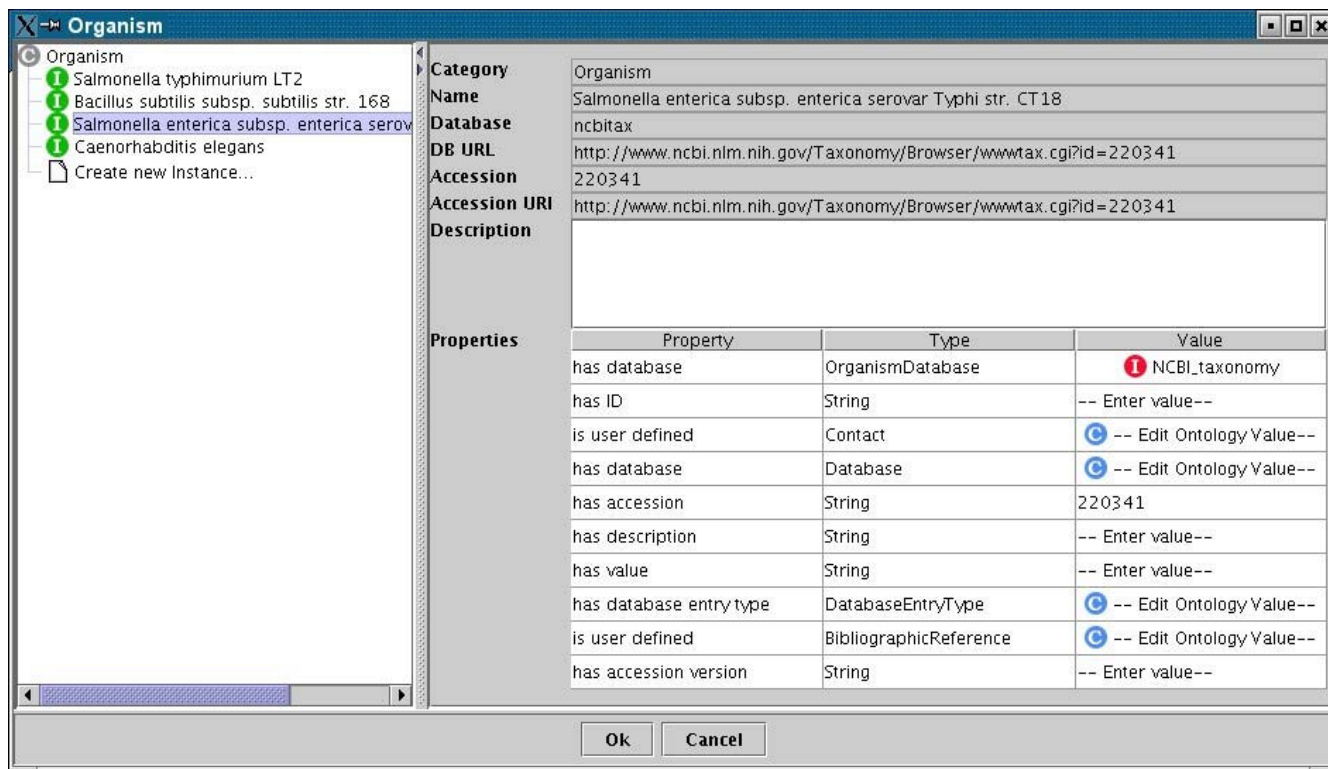 Organism
Organism
Salmonella typhimurium LT2
Bacillus subtilis subsp. subtilis str. 168
Salmonella enterica subsp. enterica serov
Caenorhabditis elegans
Create new Instance...
Category Organism
Name Salmonella enterica subsp. enterica serovar Typhi str. CT18
Database ncbitax
DB URL http://www.ncbi.nlm.nih.gov/Taxonomy/Browser/wwwtax.cgi?id=220341
Accession 220341
Accession URI http://www.ncbi.nlm.nih.gov/Taxonomy/Browser/wwwtax.cgi?id=220341
Description
Properties Property Type Value
has database OrganismDatabase NCBI_taxonomy
has ID String -- Enter value--
is user defined Contact -- Edit Ontology Value--
has database Database -- Edit Ontology Value--
has accession String 220341
has description String -- Enter value--
has value String -- Enter value--
has database entry type DatabaseEntryType -- Edit Ontology Value--
is user defined BibliographicReference -- Edit Ontology Value--
has accession version String -- Enter value--
Ok Cancel